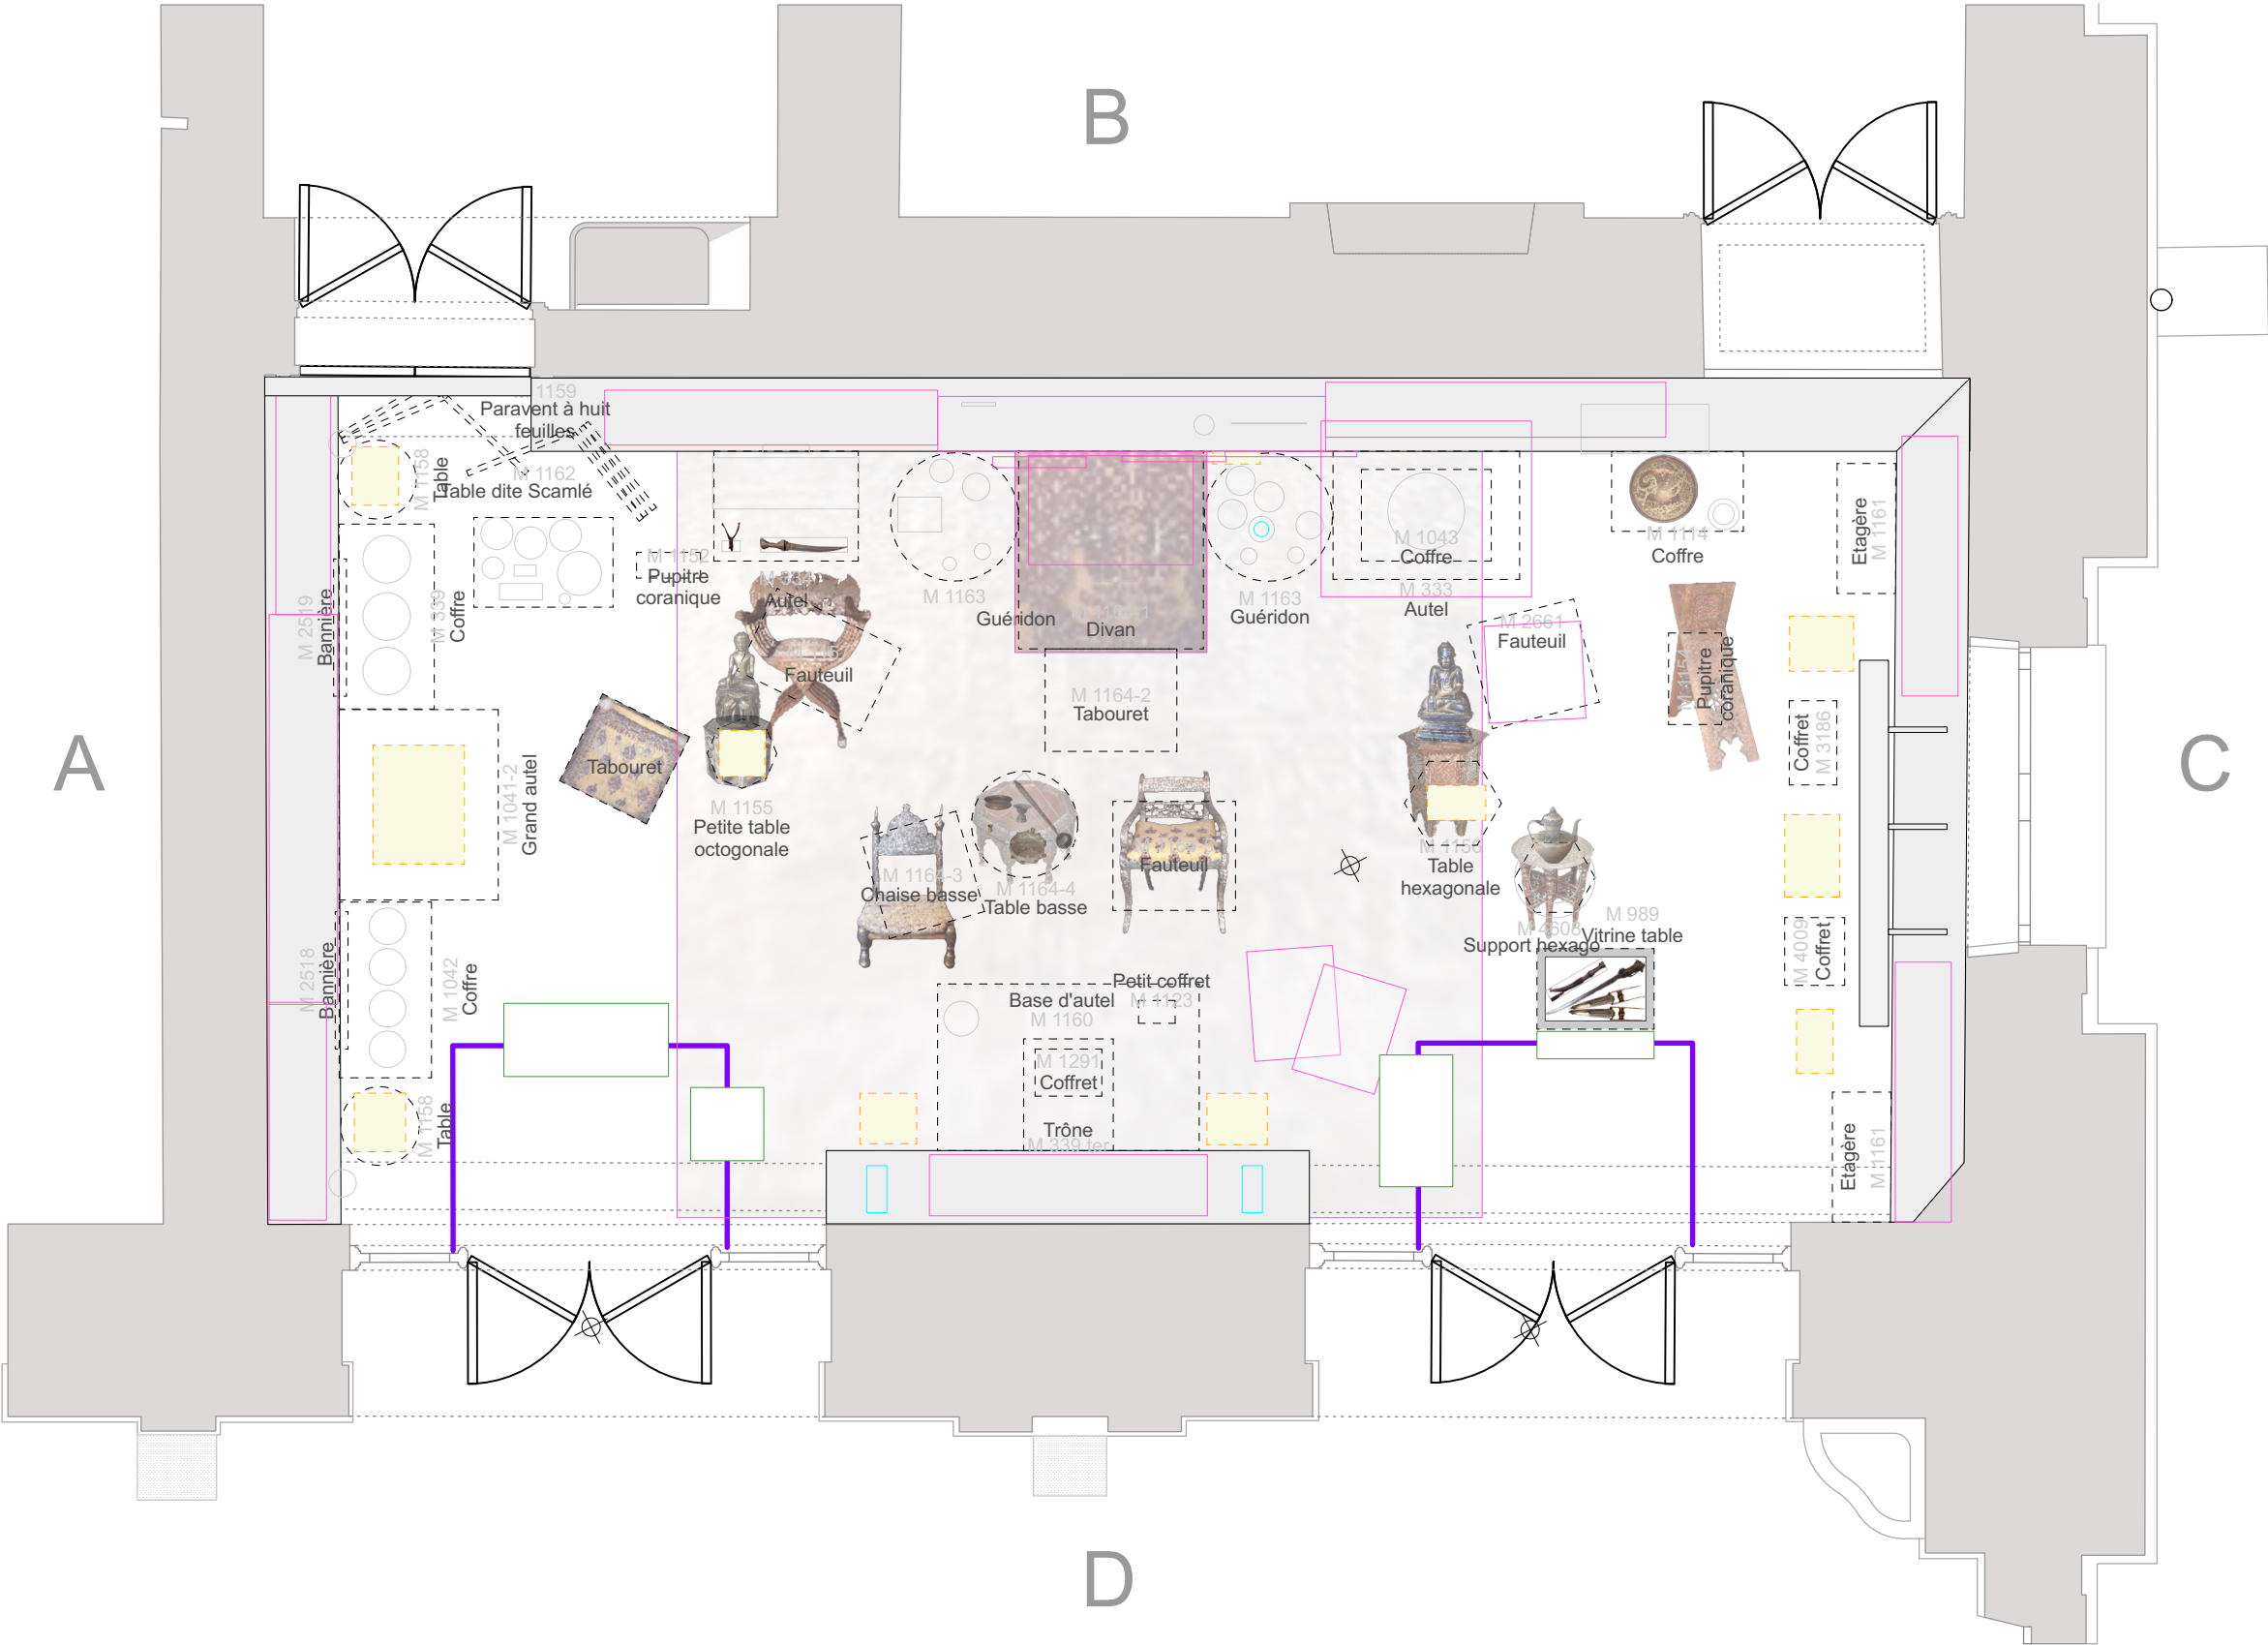 B
A
C
D
1159
Paravent à huit
feuilles
M 1158
Table
M 1162
Table dite Scamlé
M 1152
Pupitre
coranique
M 2519
Bannière
M 339
Coffre
Autel
Fauteuil
M 1163
Guéridon
Divan
M 1163
Guéridon
M 1043
Coffre
M 333
Autel
M 1114
Coffre
Etagère
M 1161
M 2661
Fauteuil
Pupitre
coranique
Coffret
M 3186
M 1164-2
Tabouret
Tabouret
M 1041-2
Grand autel
M 1155
Petite table
octogonale
M 1164-3
Chaise basse
M 1164-4
Table basse
Fauteuil
Table
hexagonale
M 4608
Support hexago
M 989
Vitrine table
M 4009
Coffret
M 2518
Bannière
M 1042
Coffre
Petit coffret
M 1123
Base d'autel
M 1160
M 1291
Coffret
Trône
M 339 ter
M 1158
Table
Etagère
M 1161